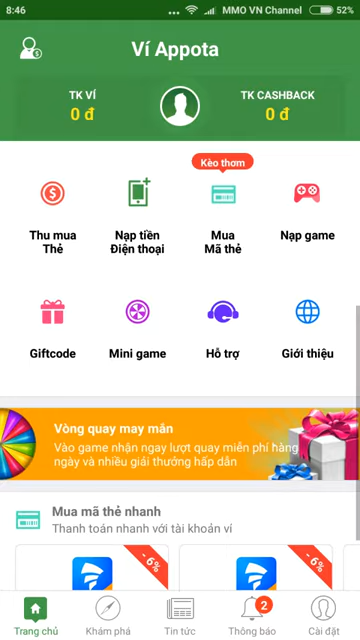 8:46
... MMO VN Channel 52%
Ví Appota
TK VÍ
TK CASHBACK
0 đ
0 đ
Kèo thơm
Thu mua
Thẻ
Nạp tiền
Điện thoại
Mua
Mã thẻ
Nạp game
Giftcode
Mini game
Hỗ trợ
Giới thiệu
Vòng quay may mắn
Vào game nhận ngay lượt quay miễn phí hàng
ngày và nhiều giải thưởng hấp dẫn
Mua mã thẻ nhanh
Thanh toán nhanh với tài khoản ví
- 6%
- 6%
2
Trang chủ
Khám phá
Tin tức
Thông báo
Cài đặt